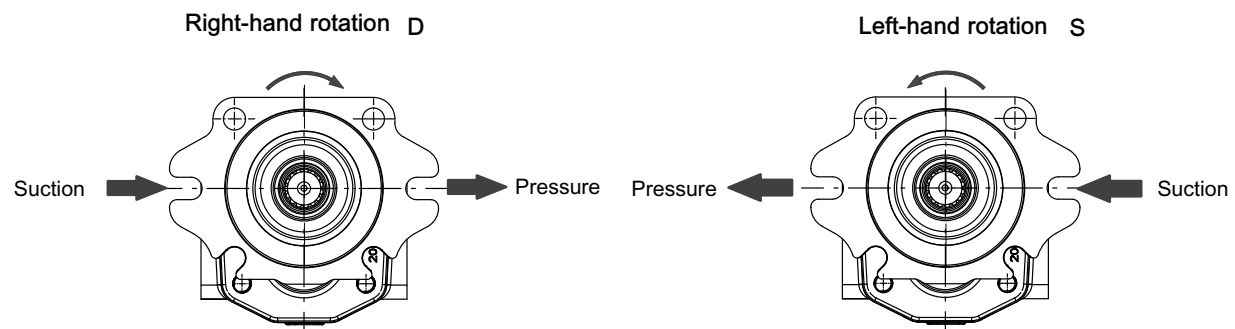 Right-hand rotation D
Left-hand rotation S
Suction
Pressure
Pressure
Suction
20
20